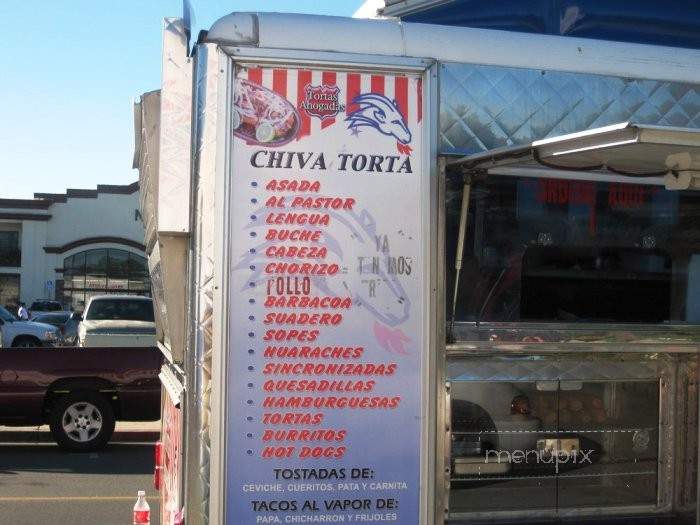 Tortas
Ahogadas
CHIVA TORTA
ASADA
AL PASTOR
LENGUA
BUCHE
CABEZA
CHORIZO
POLLO
YA
BARBACOA
SUADERO
SOPES
HUARACHES
SINCRONIZADAS
QUESADILLAS
HAMBURGUESAS
TORTAS
BURRITOS
HOT DOGS
TOSTADAS DE:
CEVICHE, CUERITOS, PATA Y CARNITA
TACOS AL VAPOR DE:
PAPA, CHICHARRON Y FRIJOLES
menupix